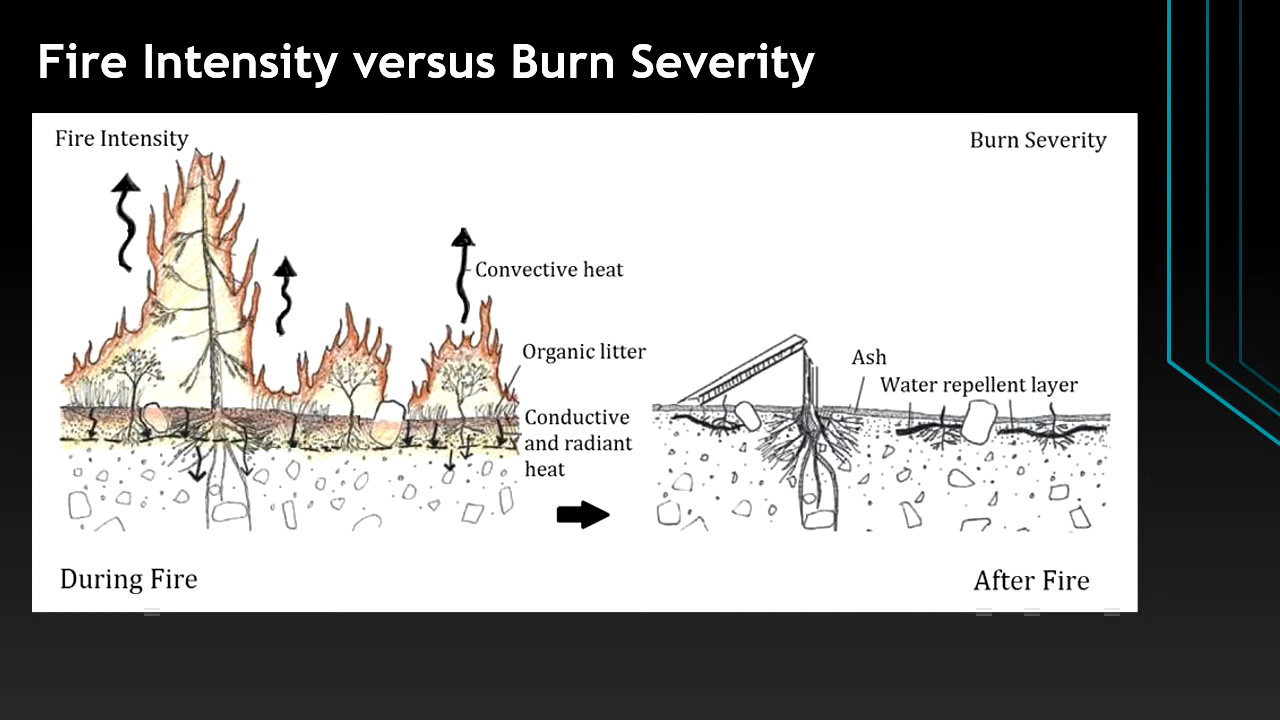 Fire Intensity versus Burn Severity
Fire Intensity
Burn Severity
Convective heat
Organic litter
Conductive
and radiant
heat
Ash
Water repellent layer
During Fire
After Fire